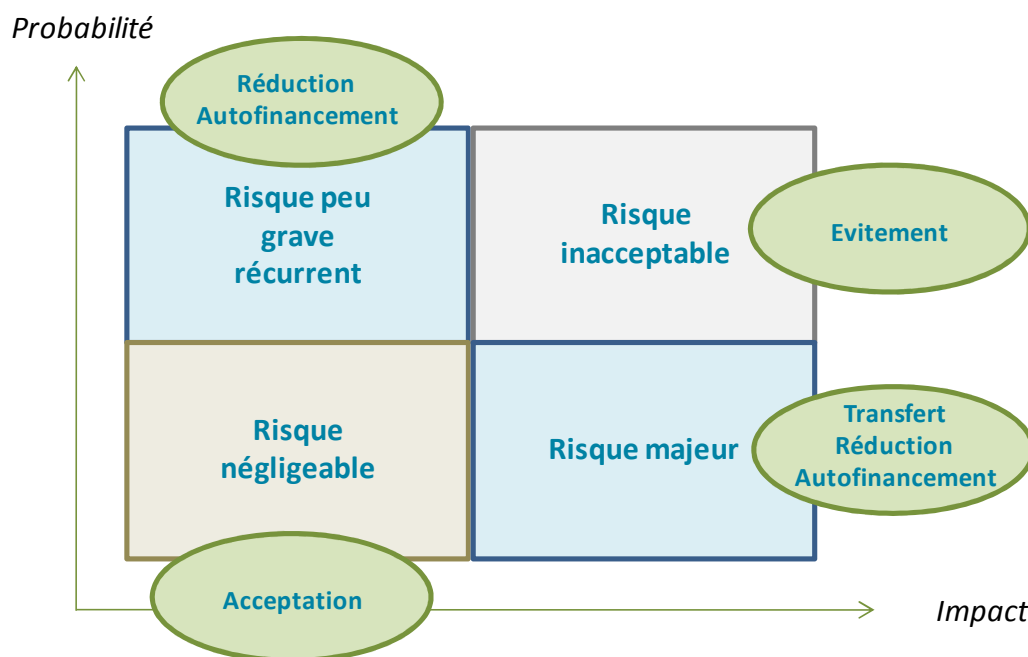 Probabilité
Réduction
Autofinancement
Risque peu
grave
récurrent
Risque
inacceptable
Evitement
Risque
négligeable
Risque majeur
Transfert
Réduction
Autofinancement
Acceptation
Impact